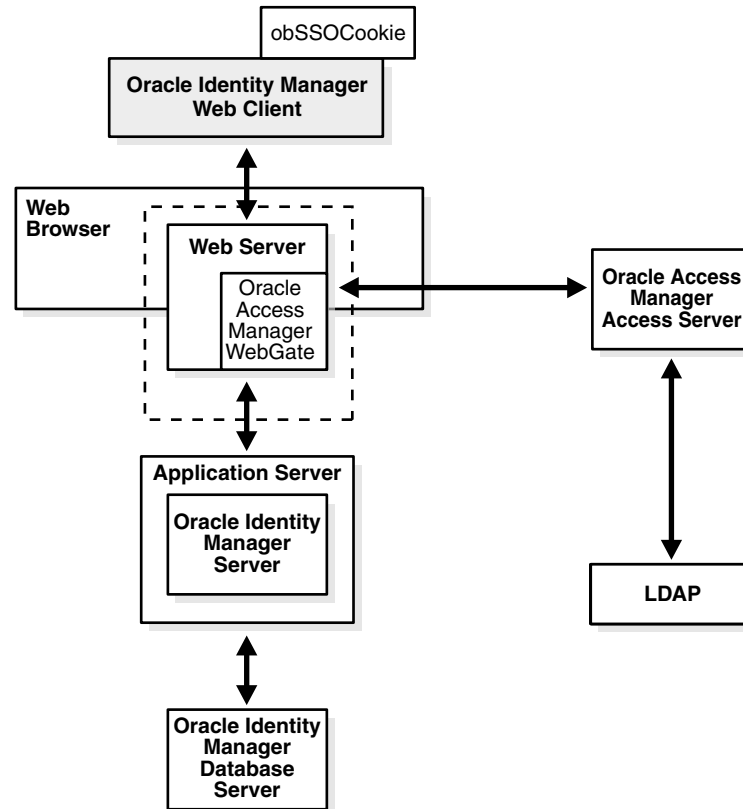 obSSOCookie
Oracle Identity Manager
Web Client
Web
Browser
Web Server
Oracle
Access
Manager
WebGate
Oracle Access
Manager
Access Server
Application Server
Oracle Identity
Manager
Server
LDAP
Oracle Identity
Manager
Database
Server